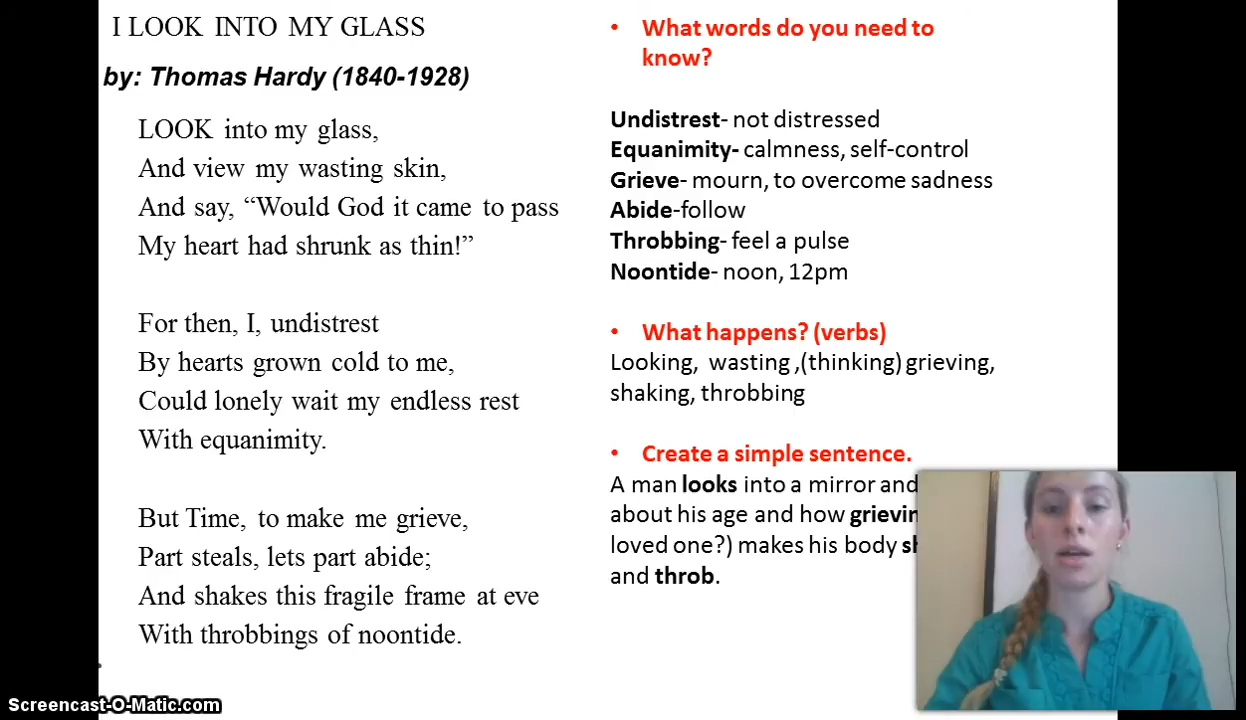 I LOOK INTO MY GLASS
by: Thomas Hardy (1840-1928)
LOOK into my glass,
And view my wasting skin,
And say, “Would God it came to pass
My heart had shrunk as thin!”
For then, I, undistrest
By hearts grown cold to me,
Could lonely wait my endless rest
With equanimity.
But Time, to make me grieve,
Part steals, lets part abide;
And shakes this fragile frame at eve
With throbbings of noontide.
• What words do you need to
know?
Undistrest- not distressed
Equanimity- calmness, self-control
Grieve- mourn, to overcome sadness
Abide-follow
Throbbing- feel a pulse
Noontide- noon, 12pm
• What happens? (verbs)
Looking, wasting ,(thinking) grieving,
shaking, throbbing
• Create a simple sentence.
A man looks into a mirror and
about his age and how
loved one?) makes his body
and throb.
Screencast-O-Matic.com